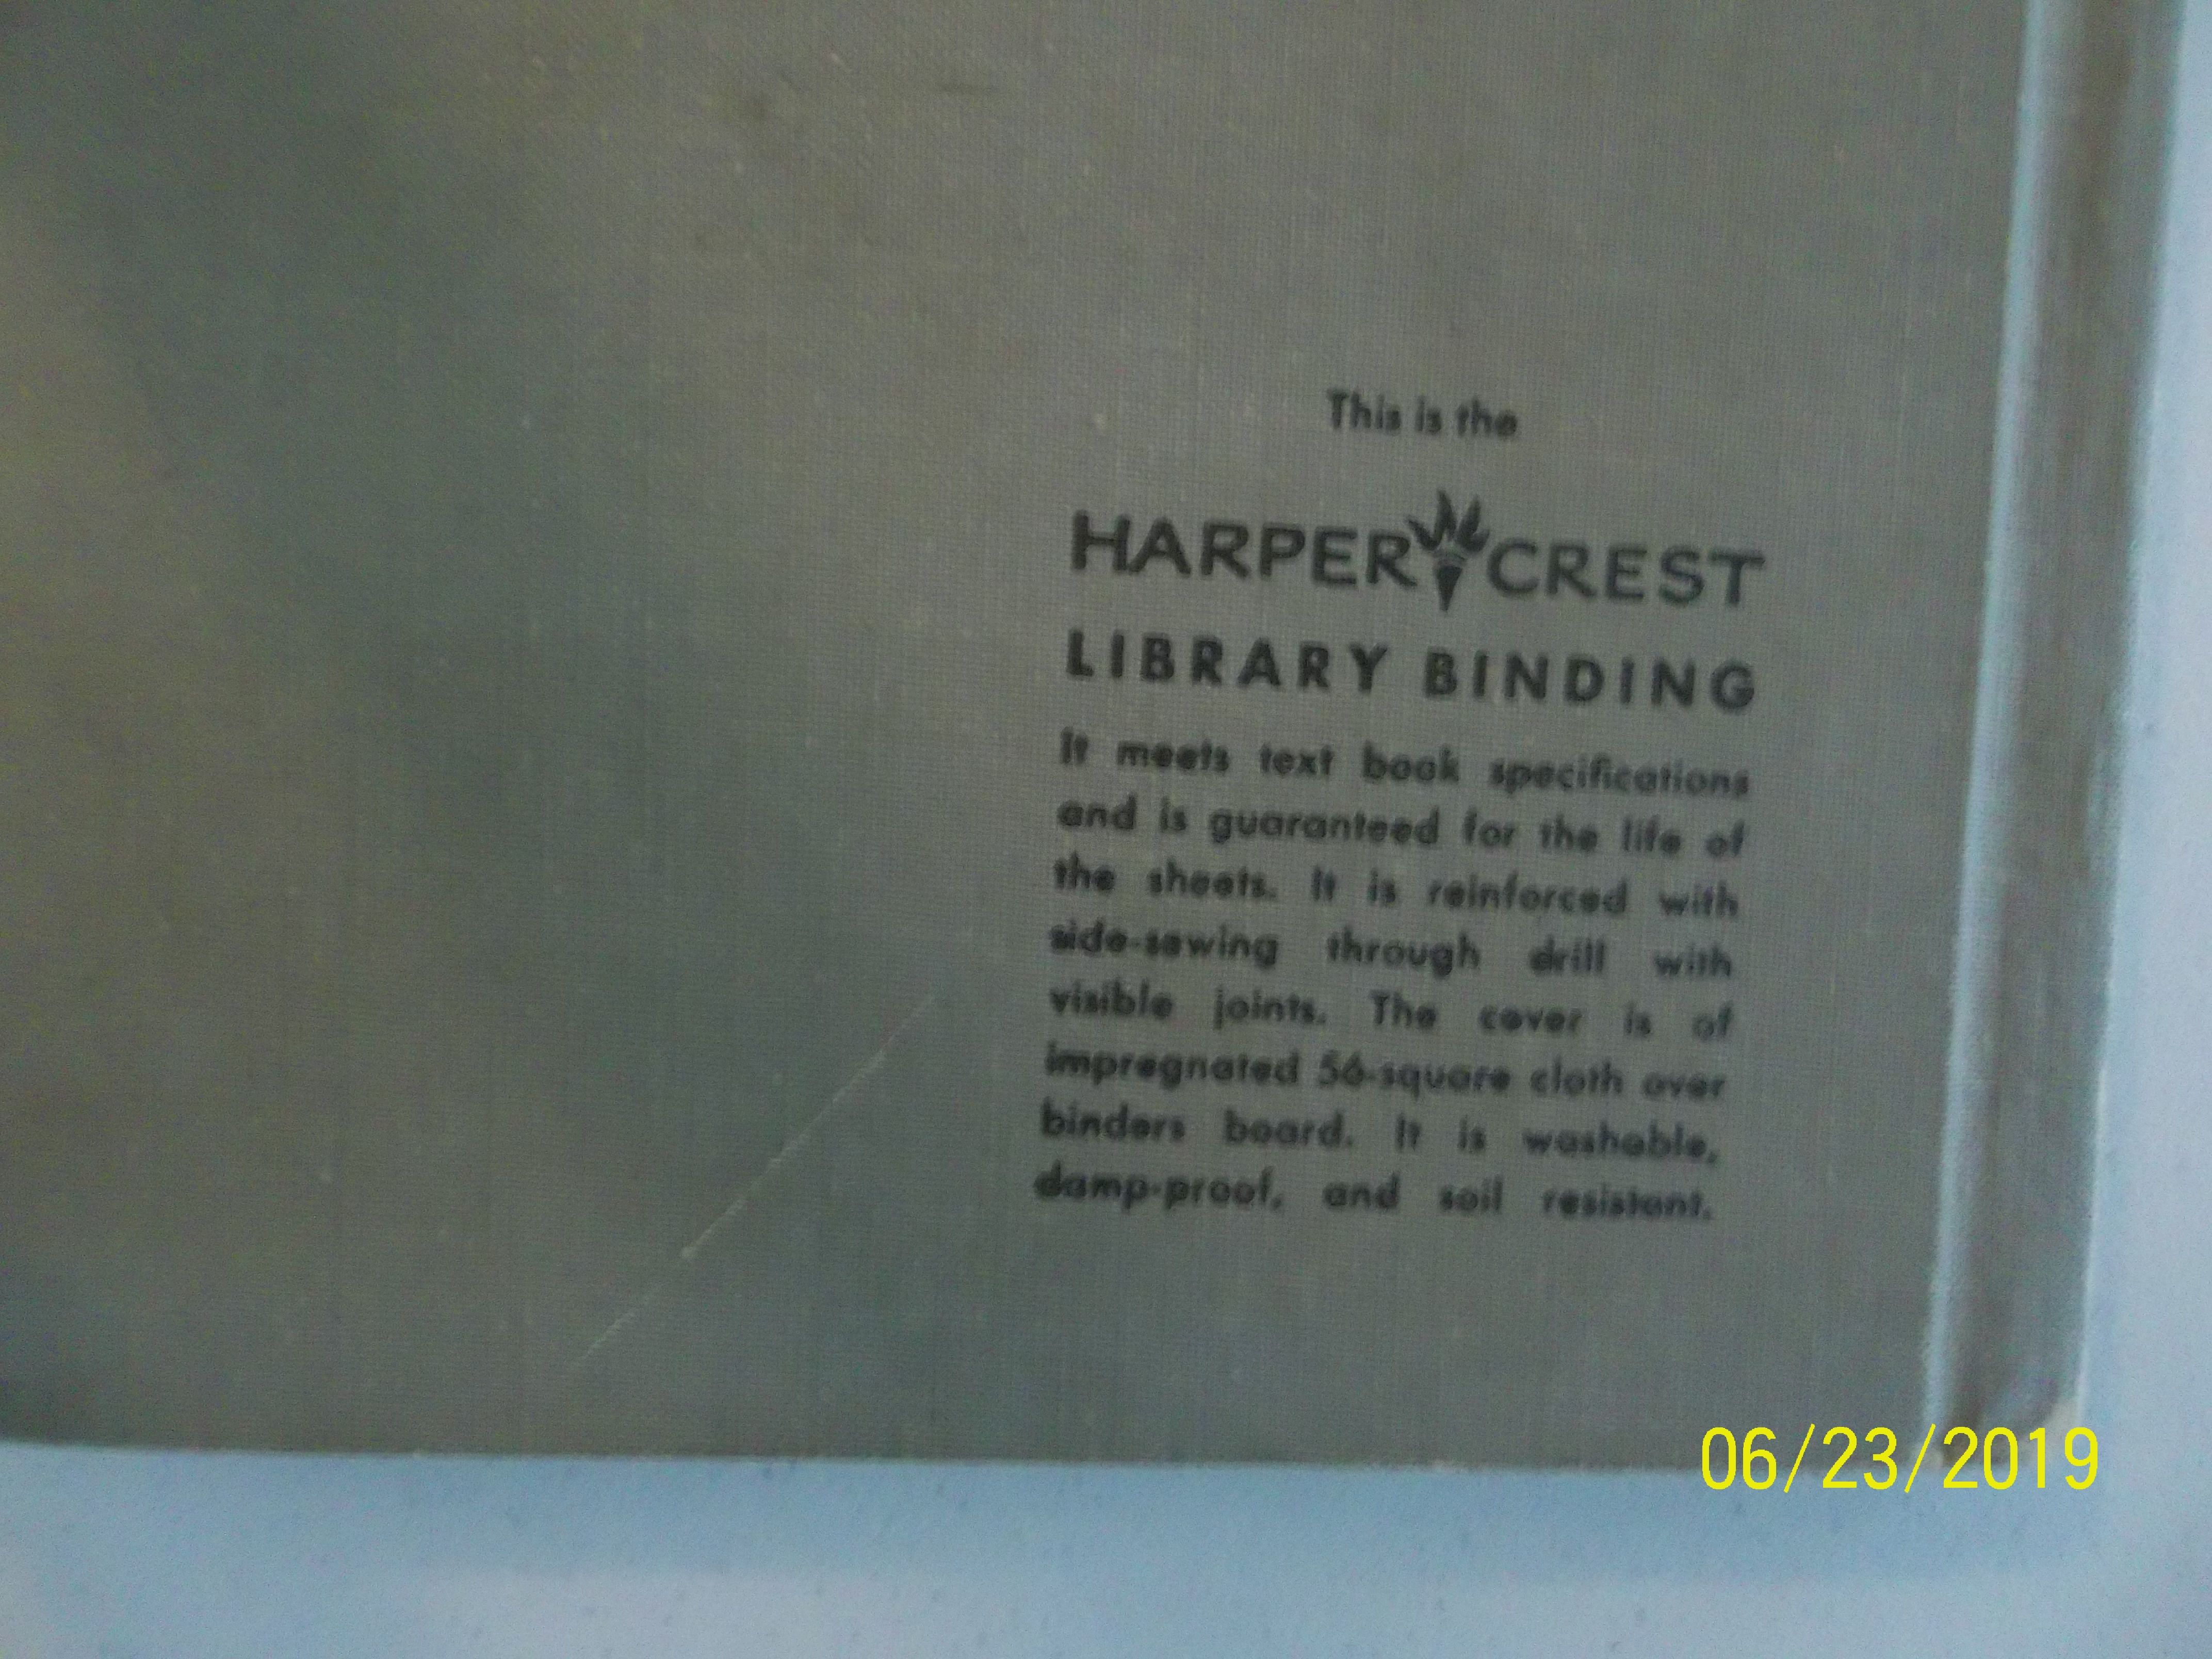 This is the
HARPER CREST
LIBRARY BINDING
It meets text book specifications
and is guaranteed for the life of
the sheets. It is reinforced with
side-sewing through drill with
visible joints. The cover is of
impregnated 56-square cloth over
binders board. It is washable,
damp-proof, and soil resistant.
06/23/2019